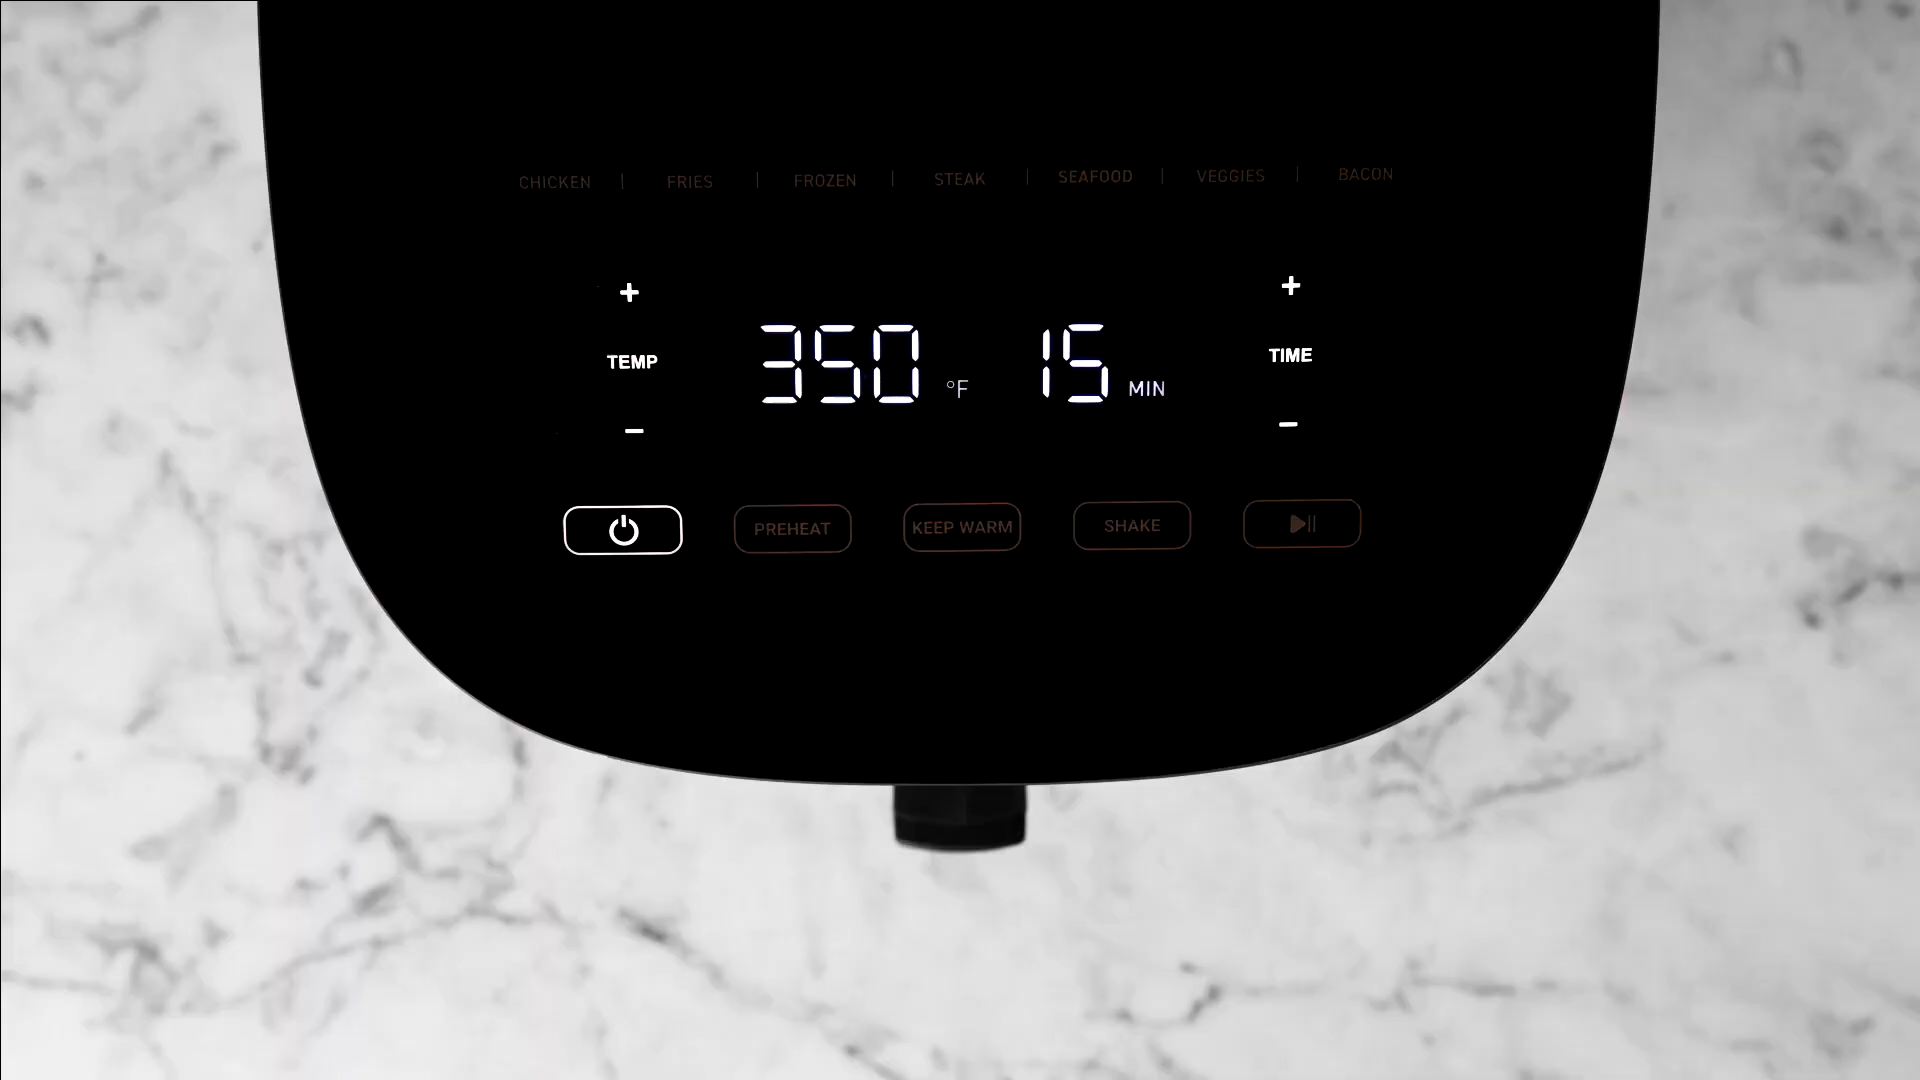 CHICKEN | FRIES | FROZEN | STEAK | SEAFOOD | VEGGIES | BACON
+ +
TEMP 350 °F 15 MIN TIME
- -
PREHEAT KEEP WARM SHAKE